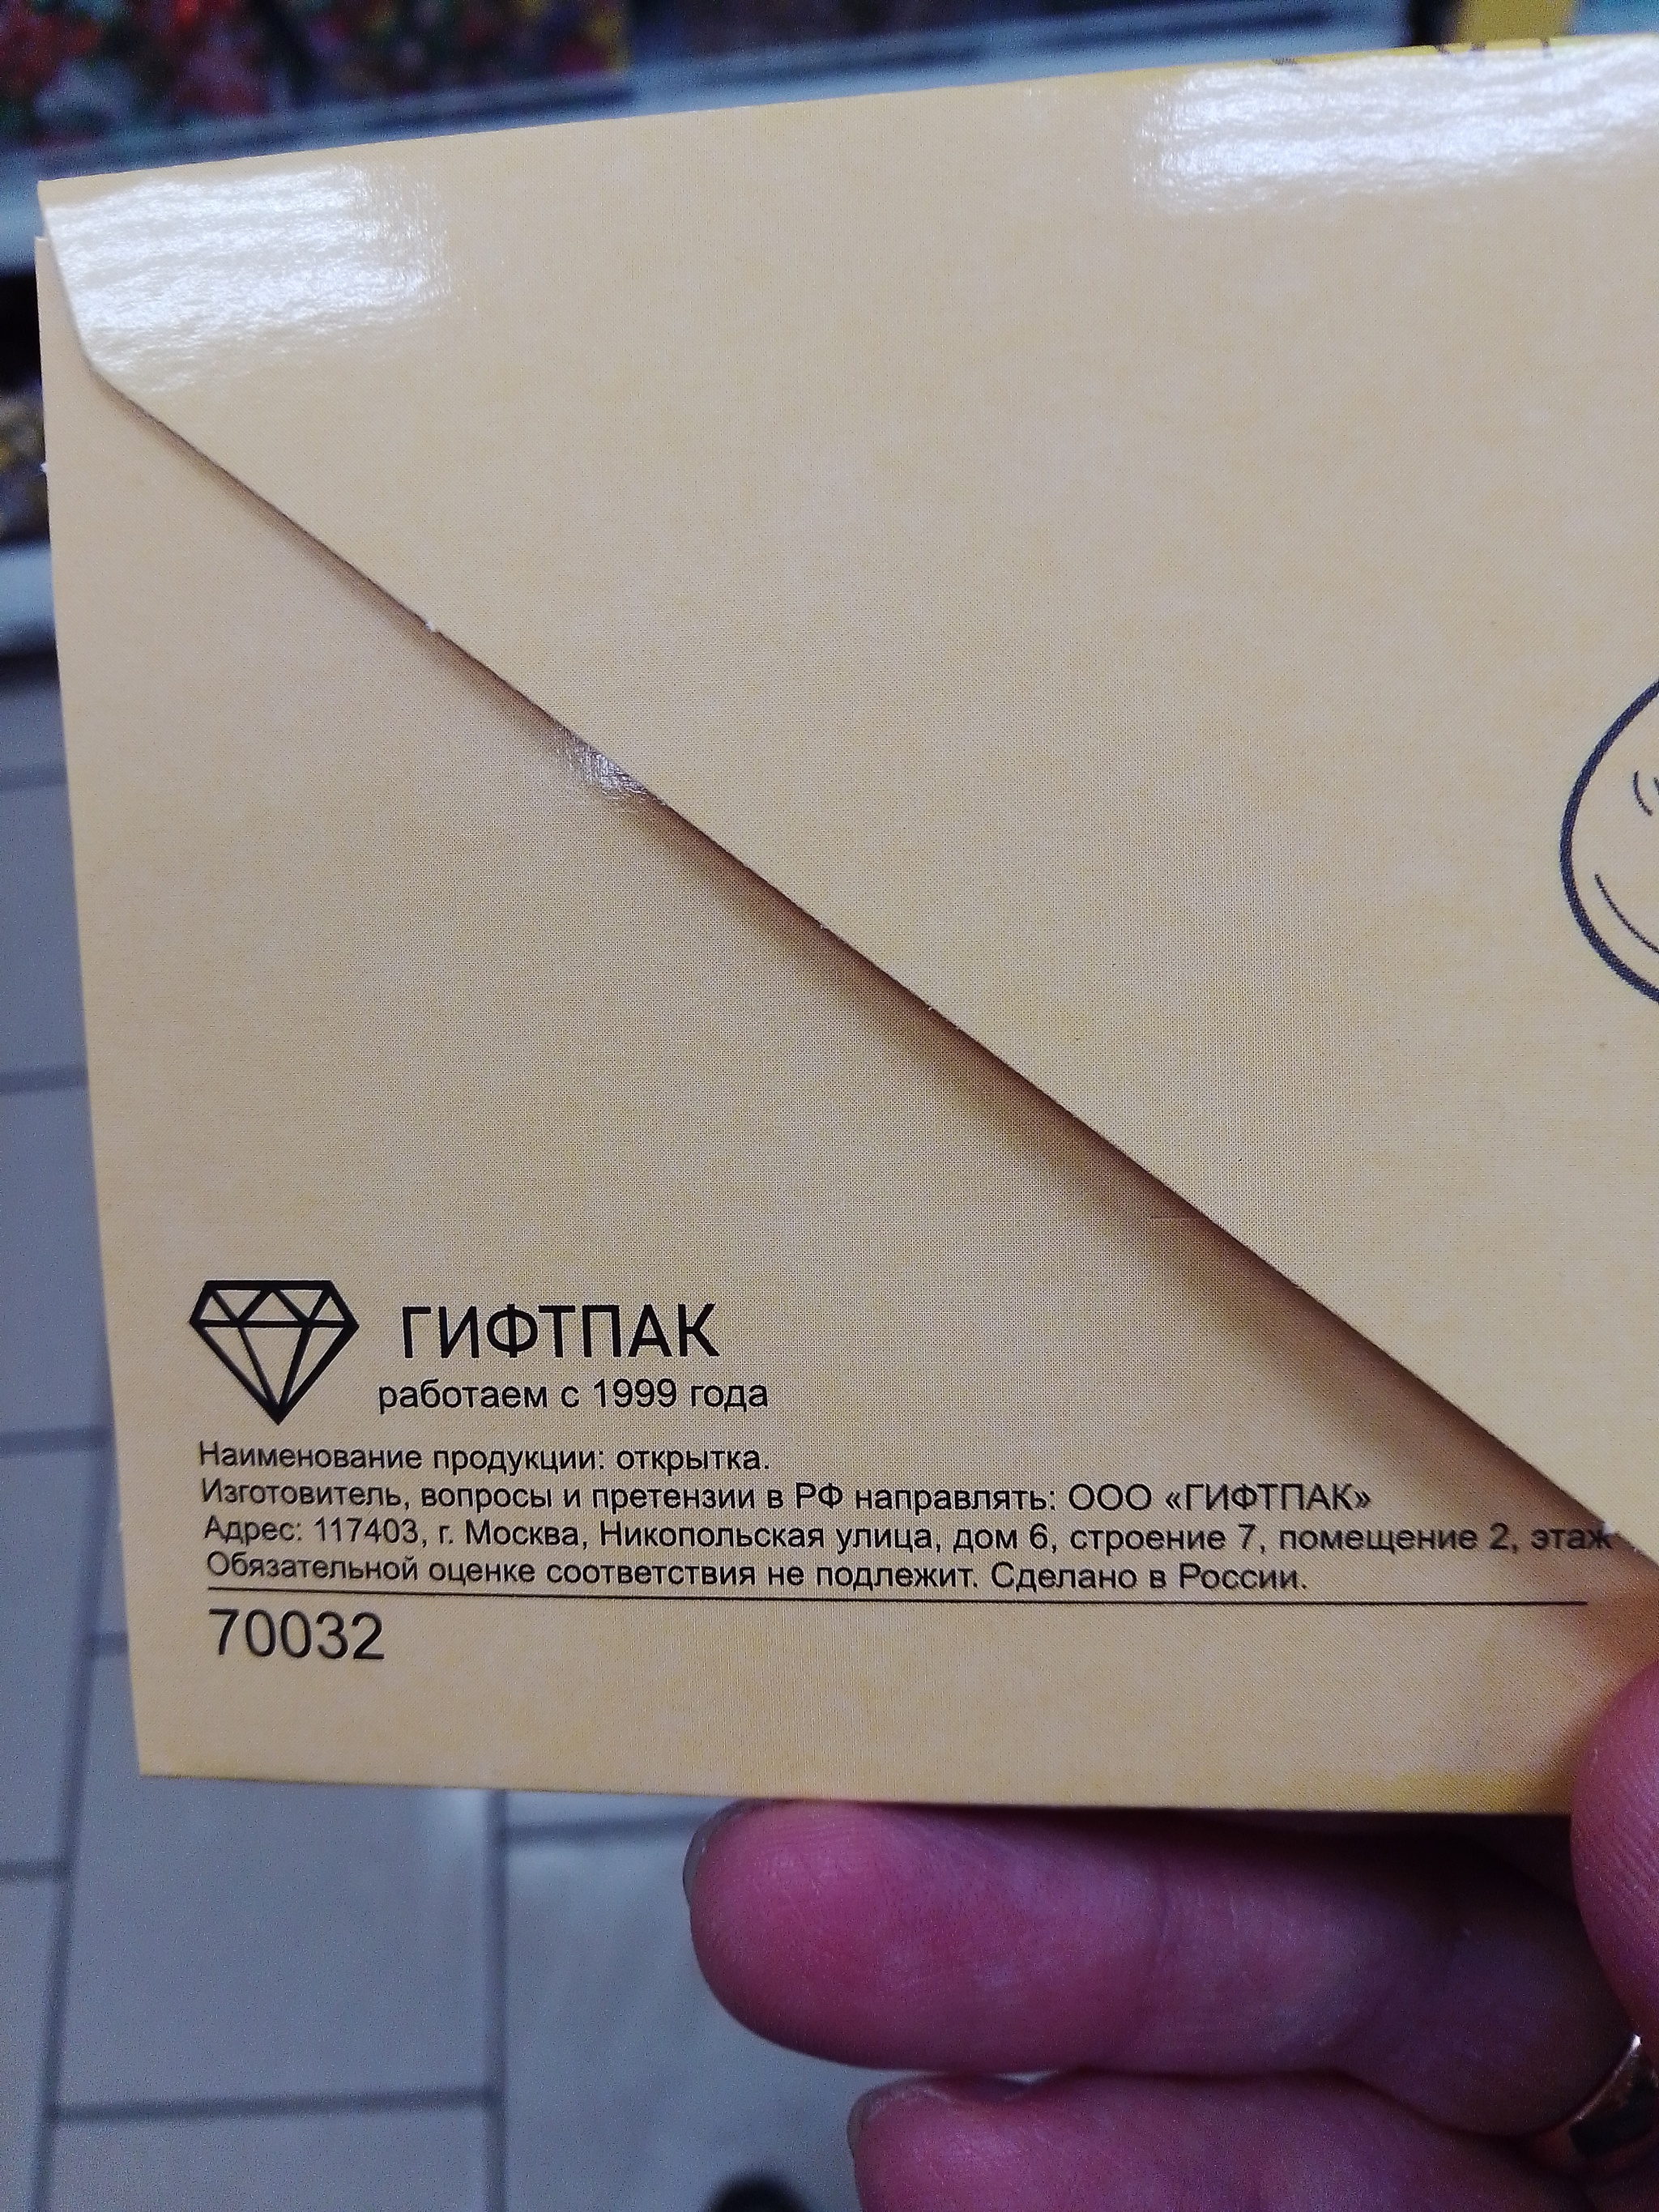 ГИФТПАК
работаем с 1999 года
Наименование продукции: открытка.
Изготовитель, вопросы и претензии в РФ направлять: ООО «ГИФТПАК»
Адрес: 117403, г. Москва, Никопольская улица, дом 6, строение 7, помещение 2, этаж
Обязательной оценке соответствия не подлежит. Сделано в России.
70032